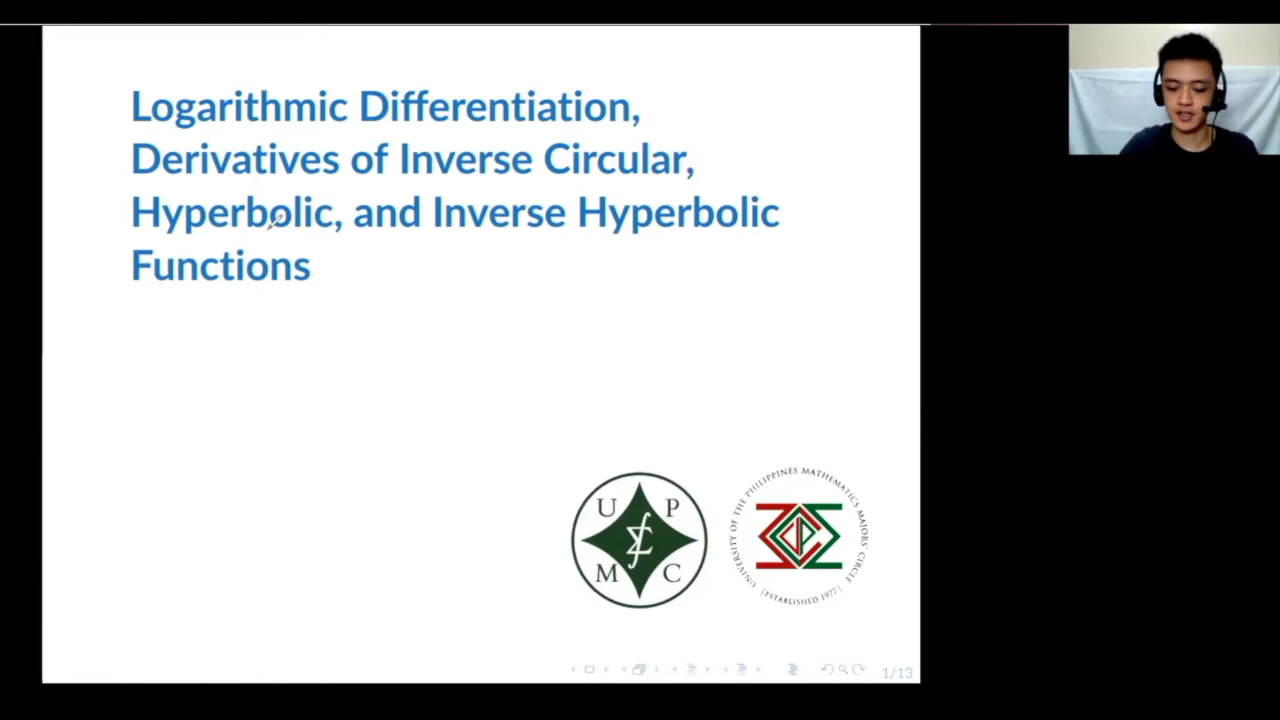 Logarithmic Differentiation,
Derivatives of Inverse Circular,
Hyperbolic, and Inverse Hyperbolic
Functions
U P
M C
UNIVERSITY OF THE PHILIPPINES MATHEMATICS MAJORS' CIRCLE
|ESTABLISHED 1977|
1/13